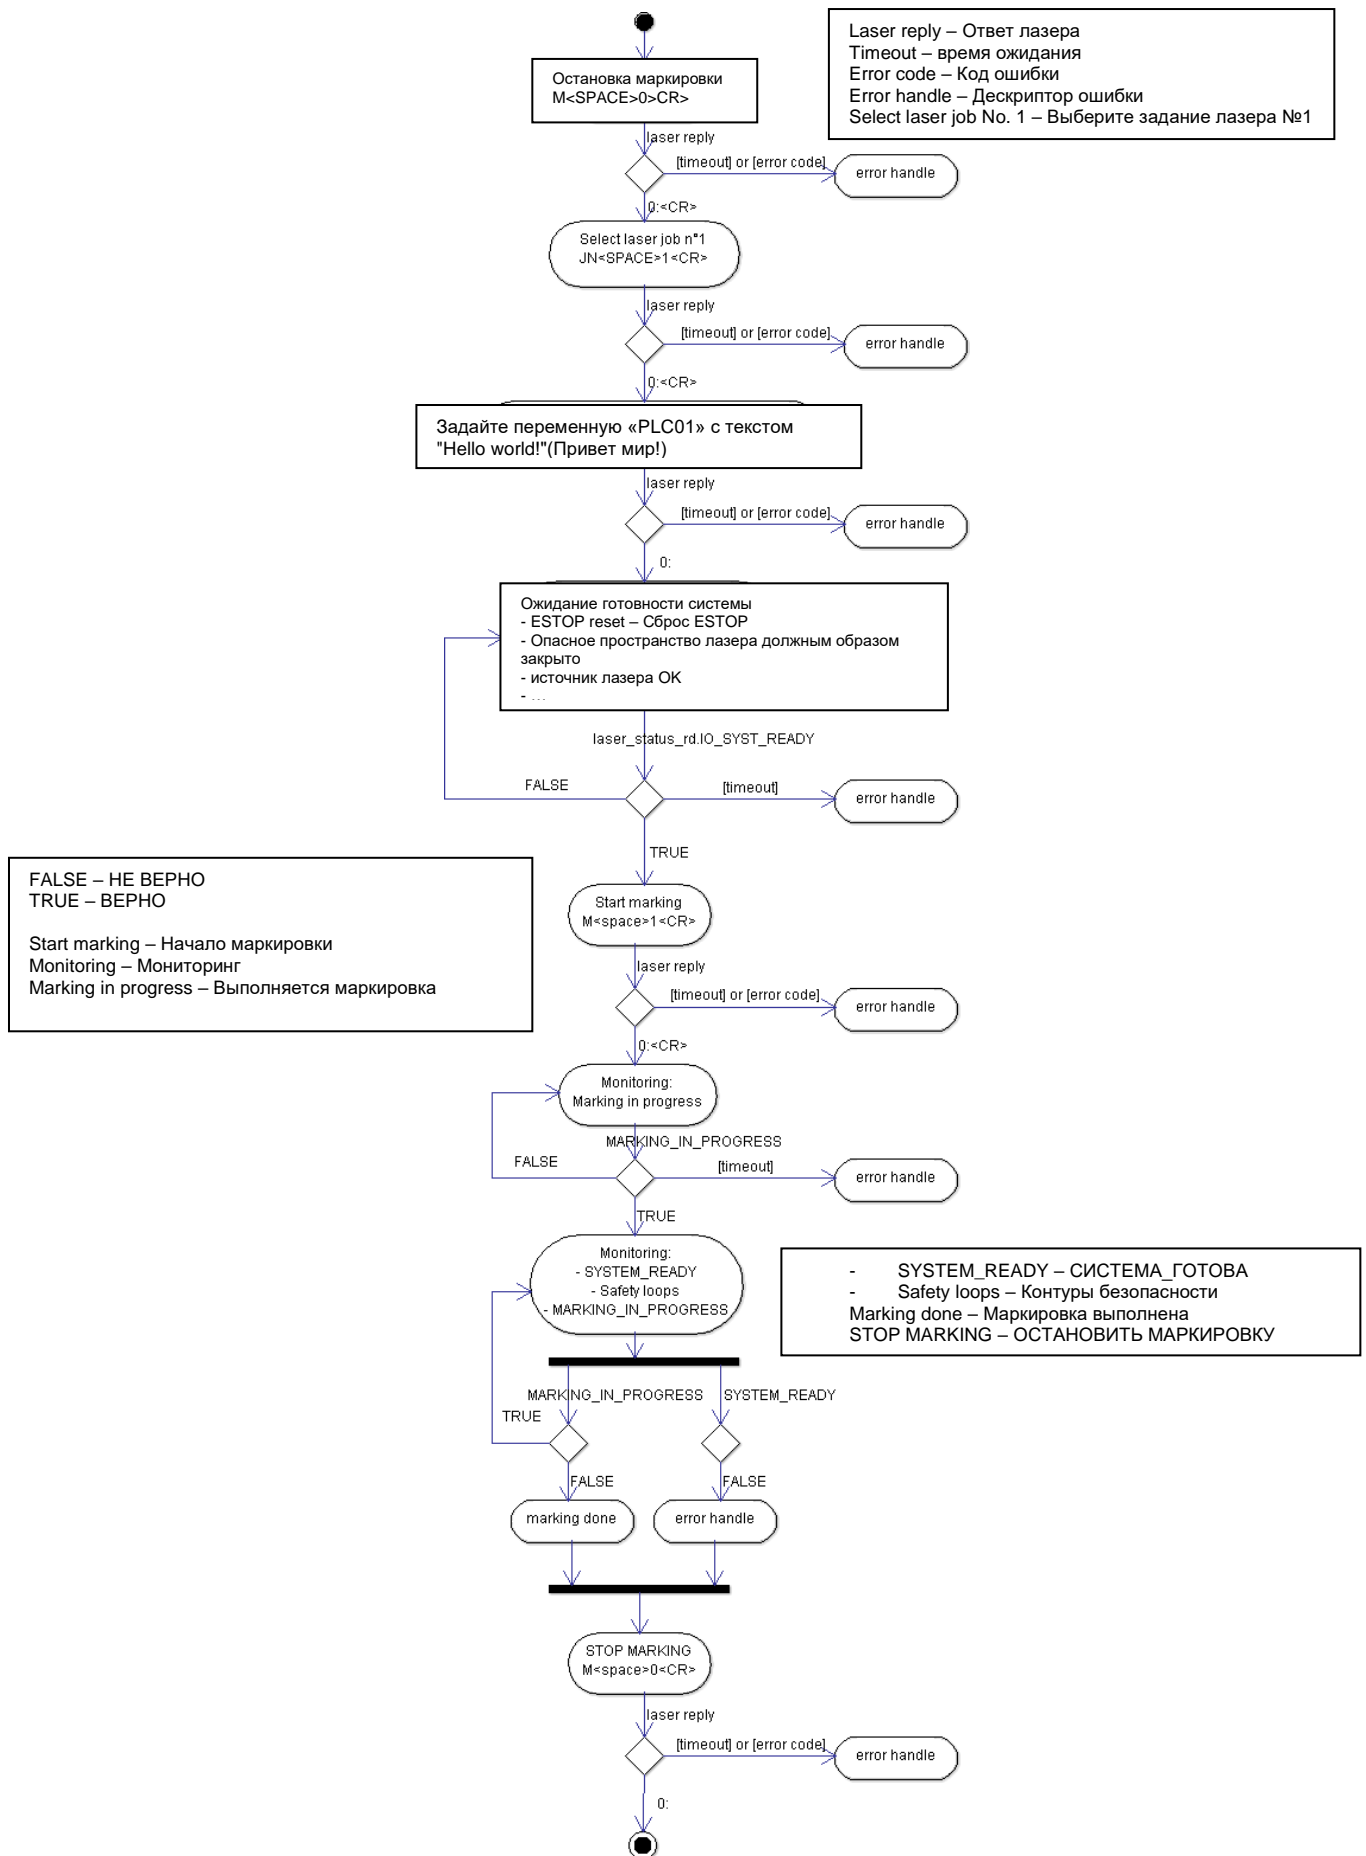 Остановка маркировки
M<SPACE>0>CR>
Laser reply – Ответ лазера
Timeout – время ожидания
Error code – Код ошибки
Error handle – Дескриптор ошибки
Select laser job No. 1 – Выберите задание лазера №1
laser reply
[timeout] or [error code]
error handle
0:<CR>
Select laser job n°1
JN<SPACE>1<CR>
laser reply
[timeout] or [error code]
error handle
0:<CR>
Задайте переменную «PLC01» с текстом
"Hello world!"(Привет мир!)
laser reply
[timeout] or [error code]
error handle
0:
Ожидание готовности системы
- ESTOP reset – Сброс ESTOP
- Опасное пространство лазера должным образом
закрыто
- источник лазера OK
- ...
laser_status_rd.IO_SYST_READY
FALSE
[timeout]
error handle
TRUE
FALSE – НЕ ВЕРНО
TRUE – ВЕРНО
Start marking – Начало маркировки
Monitoring – Мониторинг
Marking in progress – Выполняется маркировка
Start marking
M<space>1<CR>
laser reply
[timeout] or [error code]
error handle
0:<CR>
Monitoring:
Marking in progress
MARKING_IN_PROGRESS
FALSE
[timeout]
error handle
TRUE
Monitoring:
- SYSTEM_READY
- Safety loops
- MARKING_IN_PROGRESS
- SYSTEM_READY – СИСТЕМА_ГОТОВА
- Safety loops – Контуры безопасности
Marking done – Маркировка выполнена
STOP MARKING – ОСТАНОВИТЬ МАРКИРОВКУ
MARKING_IN_PROGRESS
SYSTEM_READY
TRUE
FALSE
FALSE
marking done
error handle
STOP MARKING
M<space>0<CR>
laser reply
[timeout] or [error code]
error handle
0: